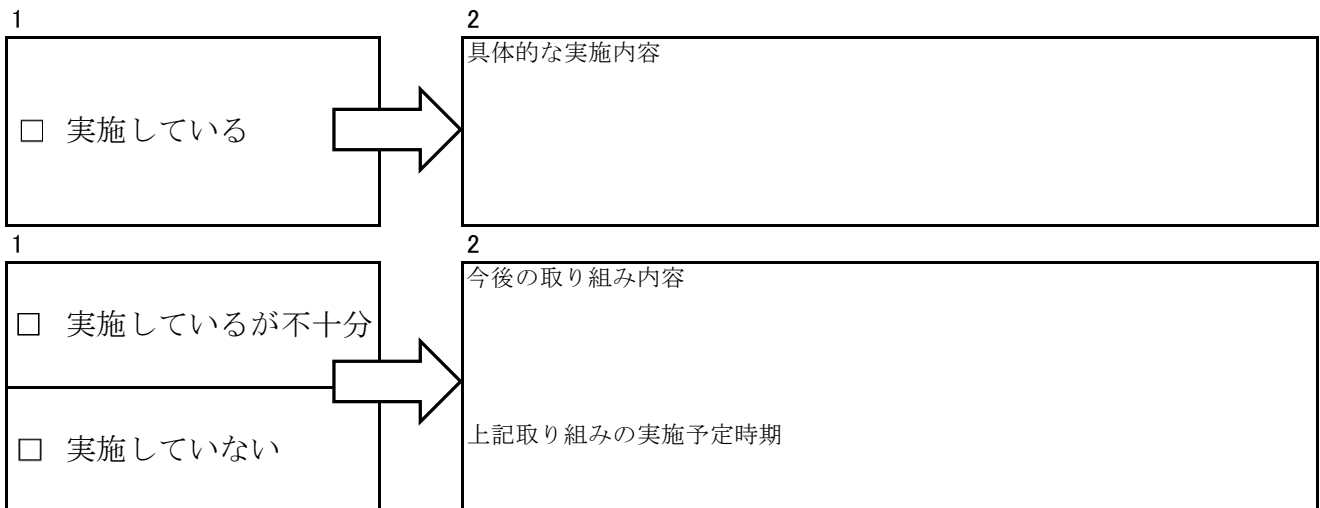 1
2
□ 実施している
具体的な実施内容
1
2
□ 実施しているが不十分
今後の取り組み内容
□ 実施していない
上記取り組みの実施予定時期